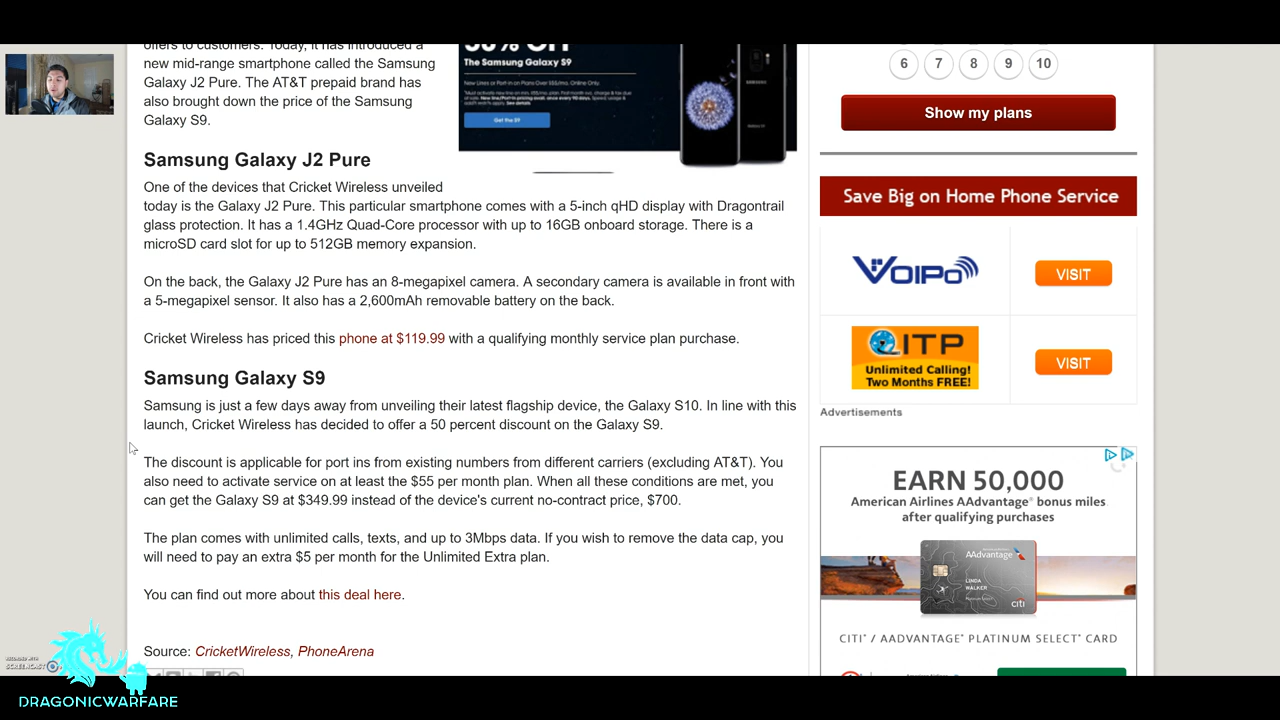 offers to customers. Today, it has introduced a
new mid-range smartphone called the Samsung
Galaxy J2 Pure. The AT&T prepaid brand has
also brought down the price of the Samsung
Galaxy S9.
50% OFF
The Samsung Galaxy S9
Get the S9
Samsung Galaxy J2 Pure
One of the devices that Cricket Wireless unveiled
today is the Galaxy J2 Pure. This particular smartphone comes with a 5-inch qHD display with Dragontrail
glass protection. It has a 1.4GHz Quad-Core processor with up to 16GB onboard storage. There is a
microSD card slot for up to 512GB memory expansion.
On the back, the Galaxy J2 Pure has an 8-megapixel camera. A secondary camera is available in front with
a 5-megapixel sensor. It also has a 2,600mAh removable battery on the back.
Cricket Wireless has priced this phone at $119.99 with a qualifying monthly service plan purchase.
Samsung Galaxy S9
Samsung is just a few days away from unveiling their latest flagship device, the Galaxy S10. In line with this
launch, Cricket Wireless has decided to offer a 50 percent discount on the Galaxy S9.
The discount is applicable for port ins from existing numbers from different carriers (excluding AT&T). You
also need to activate service on at least the $55 per month plan. When all these conditions are met, you
can get the Galaxy S9 at $349.99 instead of the device's current no-contract price, $700.
The plan comes with unlimited calls, texts, and up to 3Mbps data. If you wish to remove the data cap, you
will need to pay an extra $5 per month for the Unlimited Extra plan.
You can find out more about this deal here.
Source: CricketWireless, PhoneArena
6 7 8 9 10
Show my plans
Save Big on Home Phone Service
VOIPo
VISIT
ITP
Unlimited Calling!
Two Months FREE!
VISIT
Advertisements
EARN 50,000
American Airlines AAdvantage® bonus miles
after qualifying purchases
AAdvantage
LINDA
WALKER
citi
CITI® / AADVANTAGE® PLATINUM SELECT® CARD
RECORDED WITH
SCREENCAST
DRAGONICWARFARE